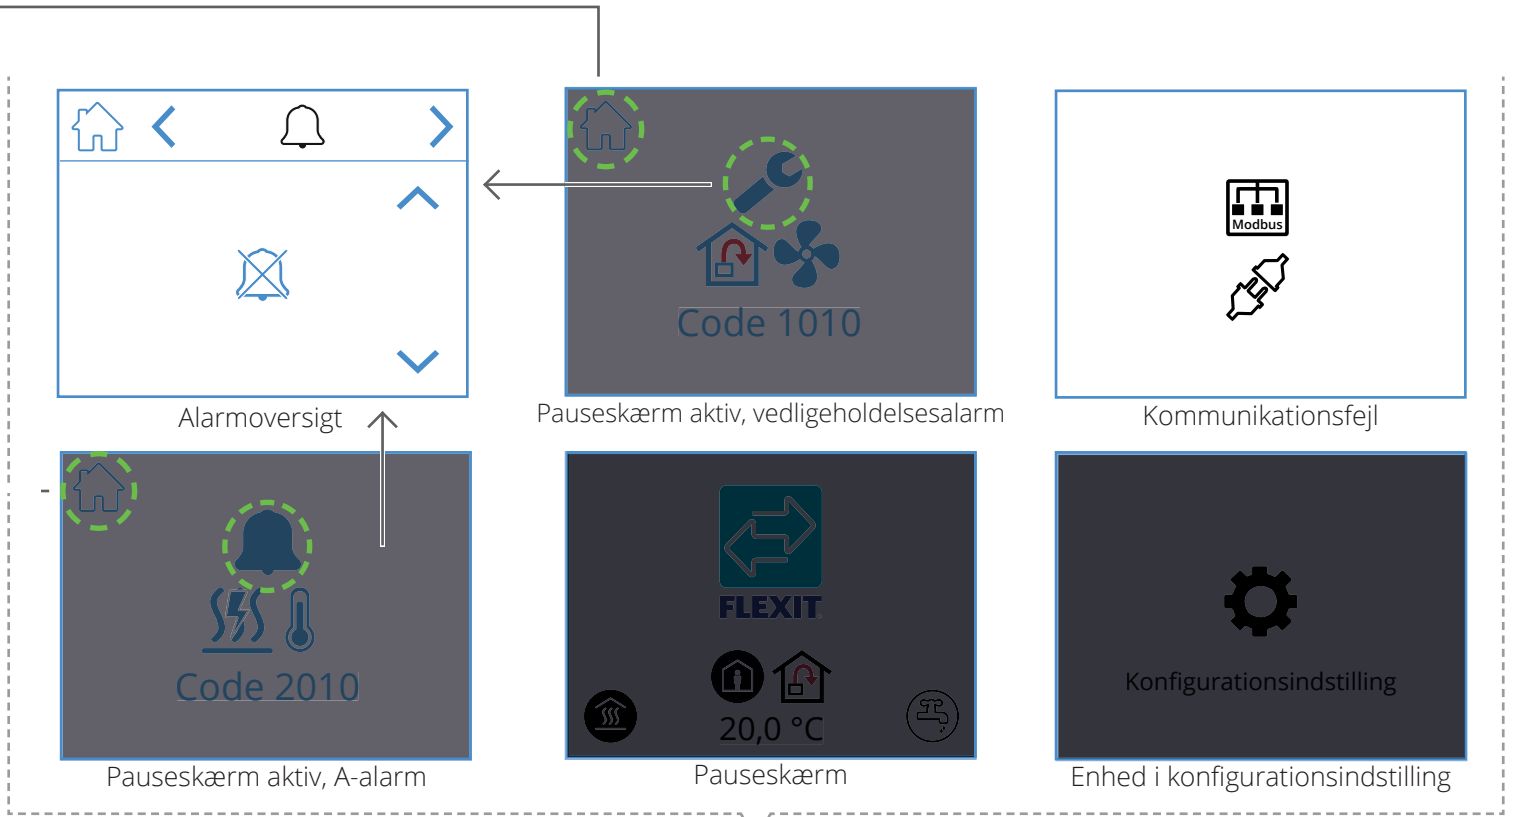 Modbus
Code 1010
Alarmoversigt
Pauseskærm aktiv, vedligeholdelsesalarm
Kommunikationsfejl
FLEXIT
Code 2010
20,0 °C
Konfigurationsindstilling
Pauseskærm aktiv, A-alarm
Pauseskærm
Enhed i konfigurationsindstilling